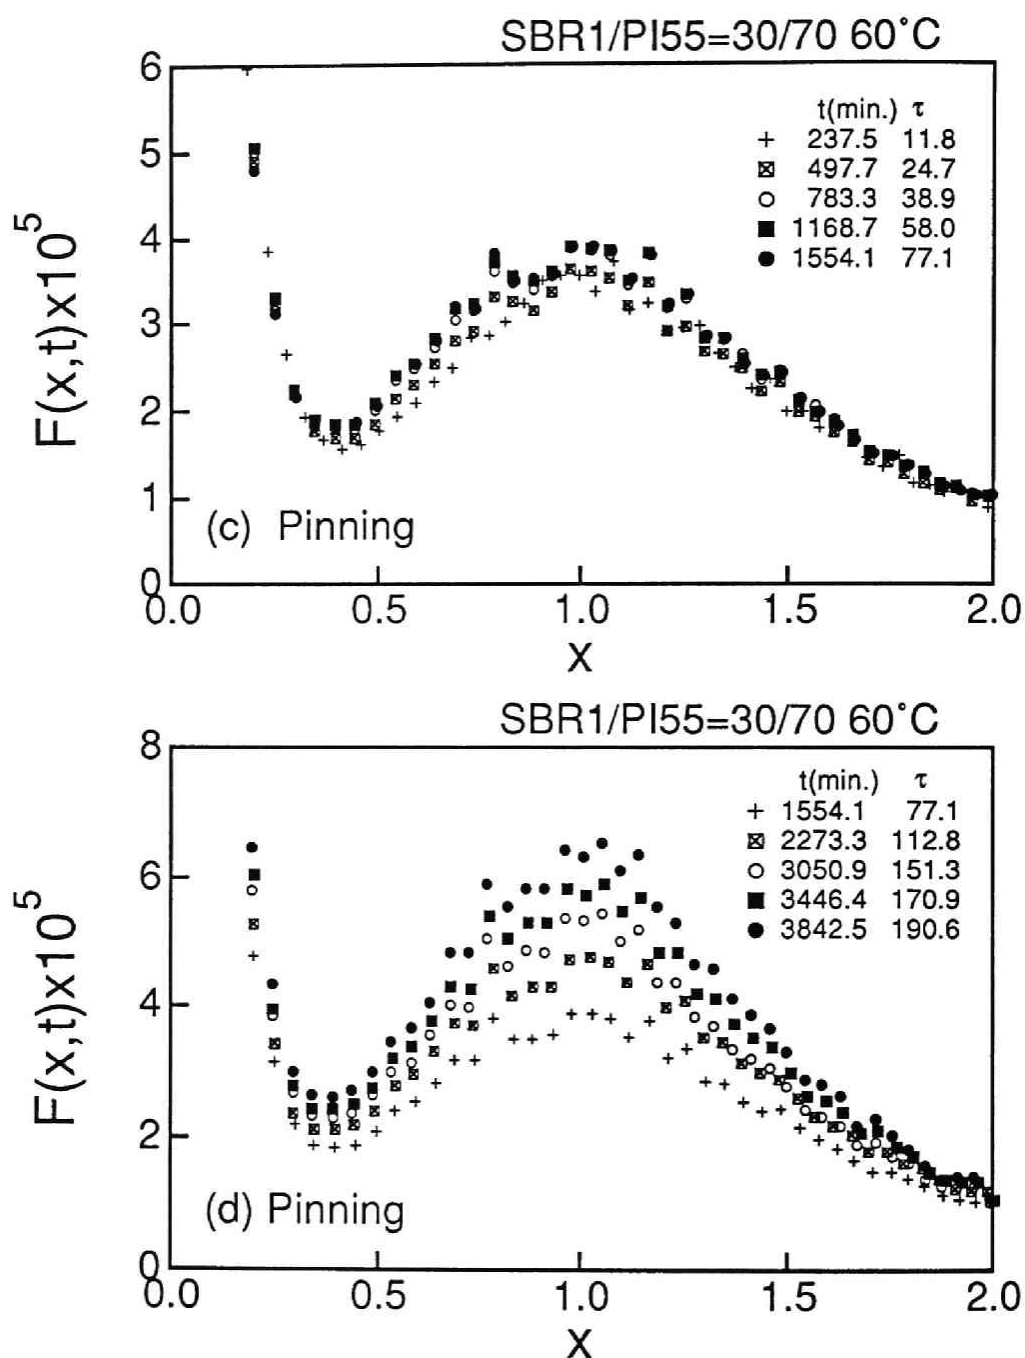 SBR1/PI55=30/70 60°C
F(x,t)x10⁵
6
5
4
3
2
1
0
t(min.) τ
+ 237.5 11.8
⊠ 497.7 24.7
○ 783.3 38.9
■ 1168.7 58.0
● 1554.1 77.1
(c) Pinning
0.0 0.5 1.0 1.5 2.0
X
SBR1/PI55=30/70 60°C
F(x,t)x10⁵
8
6
4
2
0
t(min.) τ
+ 1554.1 77.1
⊠ 2273.3 112.8
○ 3050.9 151.3
■ 3446.4 170.9
● 3842.5 190.6
(d) Pinning
0.0 0.5 1.0 1.5 2.0
X